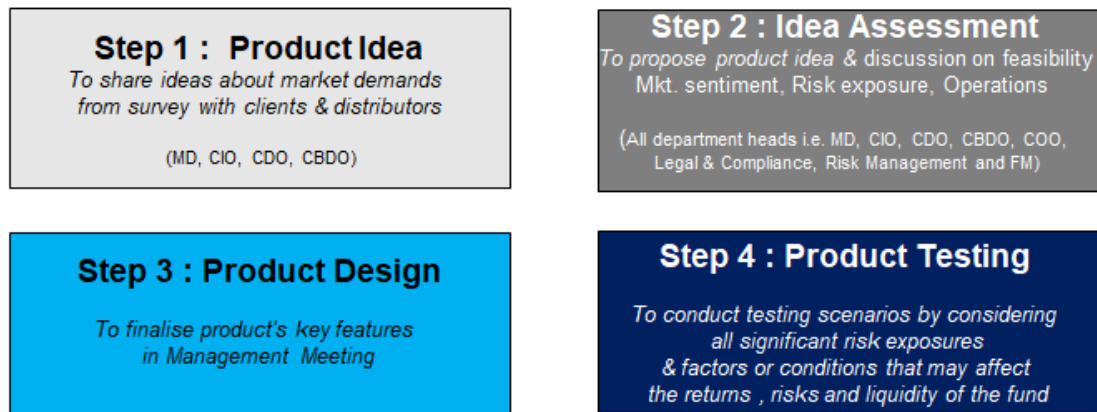 Step 1 : Product Idea
To share ideas about market demands
from survey with clients & distributors
(MD, CIO, CDO, CBDO)
Step 2 : Idea Assessment
To propose product idea & discussion on feasibility
Mkt. sentiment, Risk exposure, Operations
(All department heads i.e. MD, CIO, CDO, CBDO, COO,
Legal & Compliance, Risk Management and FM)
Step 3 : Product Design
To finalise product's key features
in Management Meeting
Step 4 : Product Testing
To conduct testing scenarios by considering
all significant risk exposures
& factors or conditions that may affect
the returns , risks and liquidity of the fund